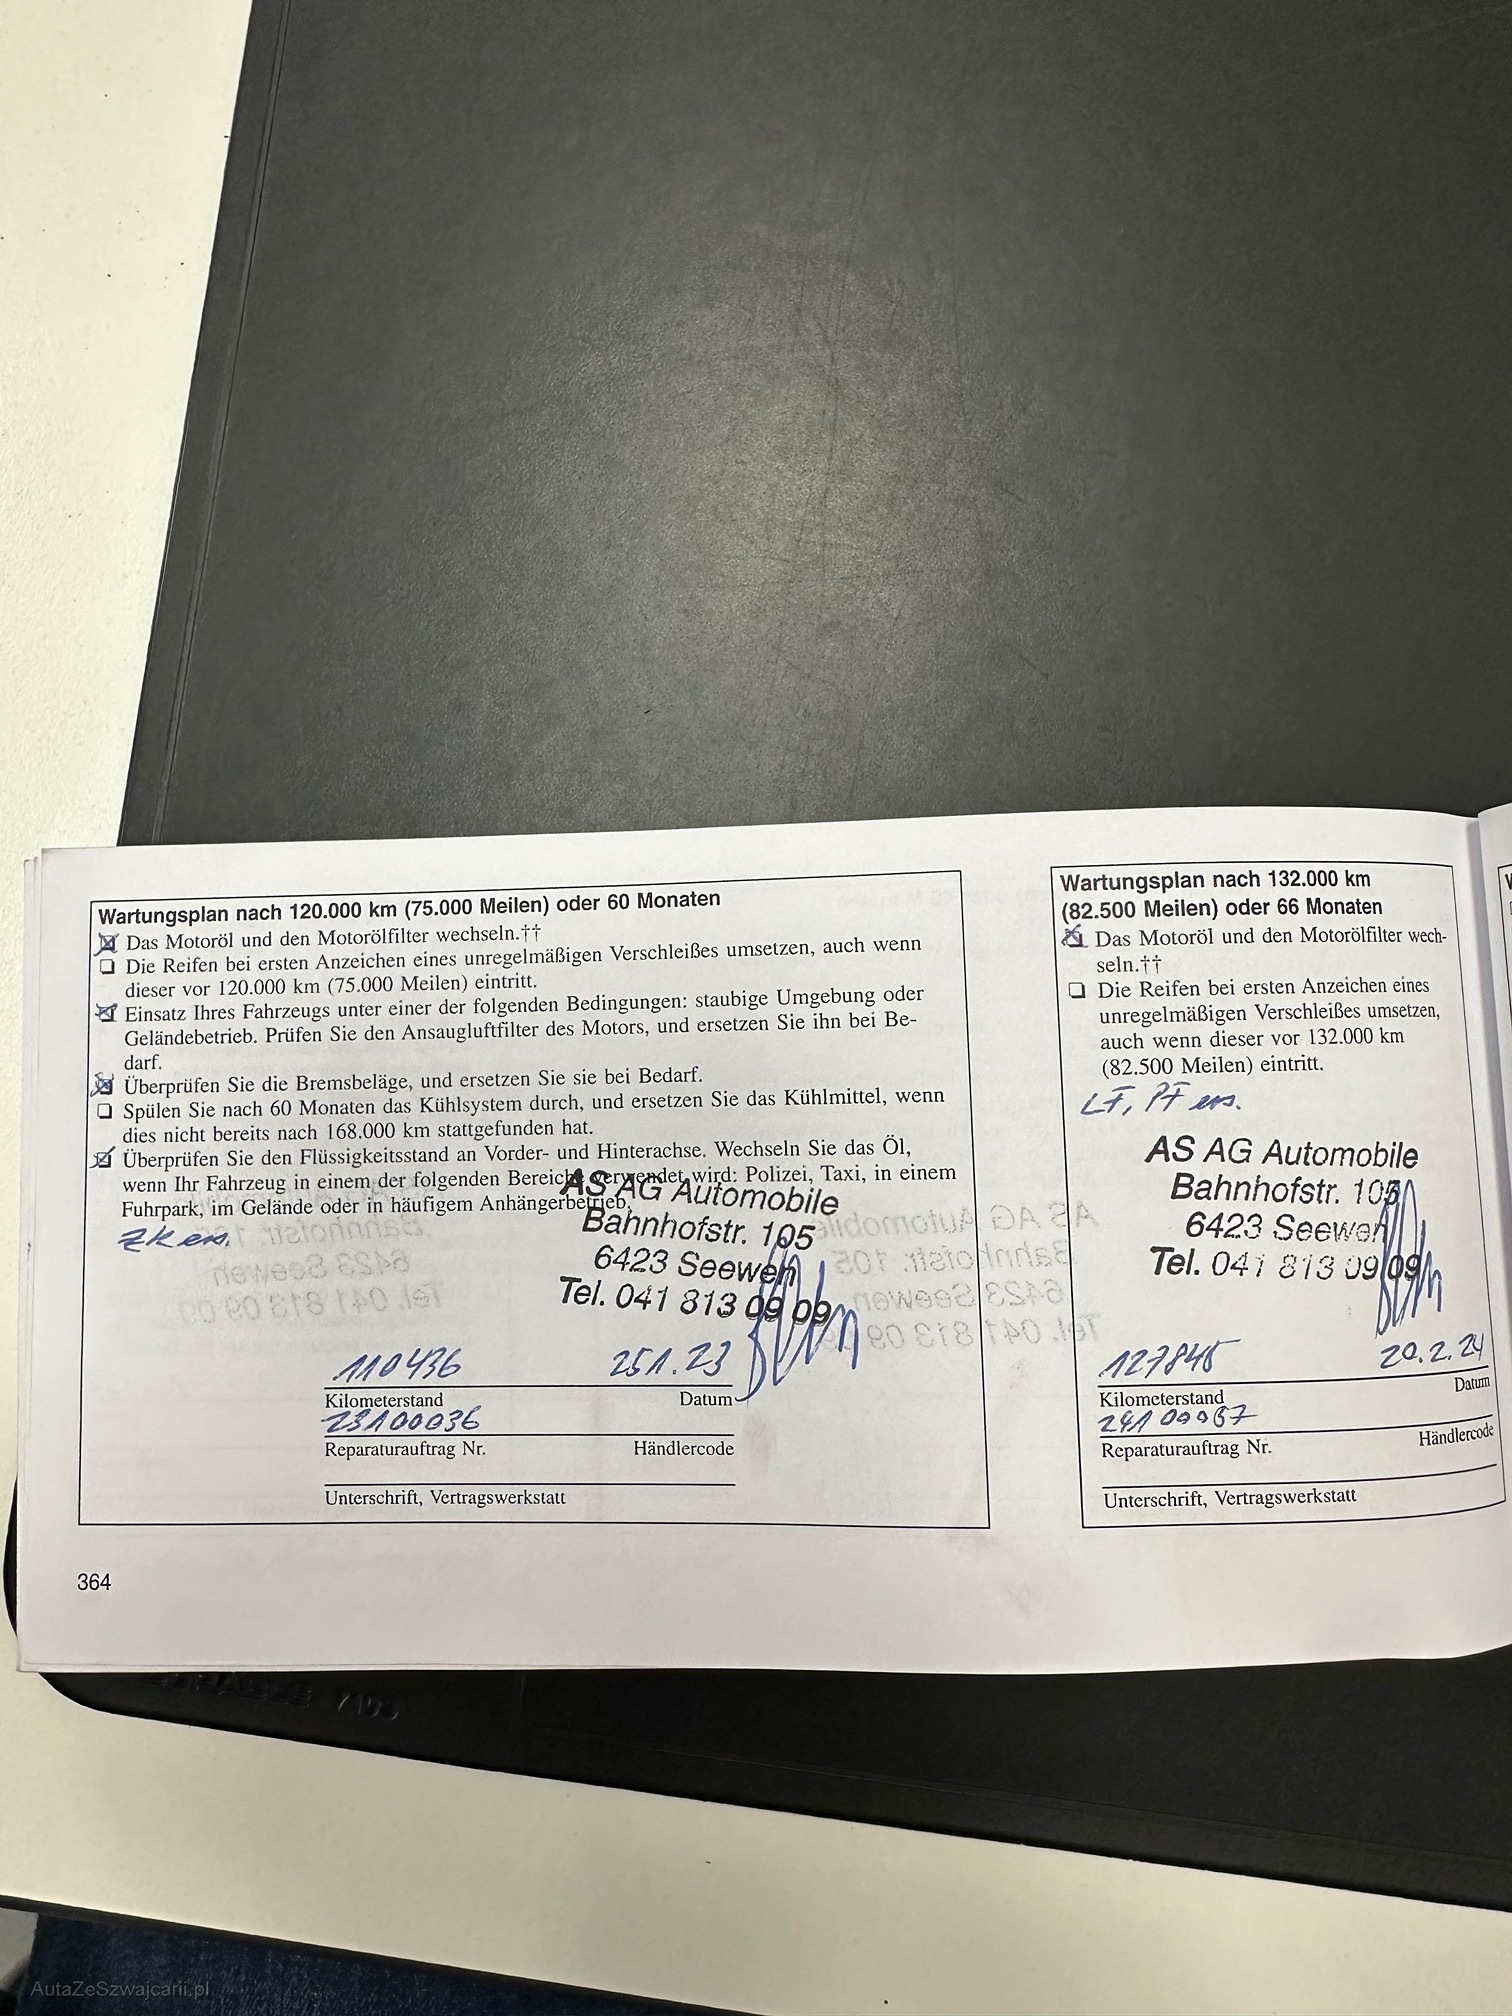 Wartungsplan nach 120.000 km (75.000 Meilen) oder 60 Monaten
Das Motoröl und den Motorölfilter wechseln.††
Die Reifen bei ersten Anzeichen eines unregelmäßigen Verschleißes umsetzen, auch wenn
dieser vor 120.000 km (75.000 Meilen) eintritt.
Einsatz Ihres Fahrzeugs unter einer der folgenden Bedingungen: staubige Umgebung oder
Geländebetrieb. Prüfen Sie den Ansaugluftfilter des Motors, und ersetzen Sie ihn bei Be-
darf.
Überprüfen Sie die Bremsbeläge, und ersetzen Sie sie bei Bedarf.
Spülen Sie nach 60 Monaten das Kühlsystem durch, und ersetzen Sie das Kühlmittel, wenn
dies nicht bereits nach 168.000 km stattgefunden hat.
Überprüfen Sie den Flüssigkeitsstand an Vorder- und Hinterachse. Wechseln Sie das Öl,
wenn Ihr Fahrzeug in einem der folgenden Bereiche verwendet wird: Polizei, Taxi, in einem
Fuhrpark, im Gelände oder in häufigem Anhängerbetrieb.
ZK ers.
AS AG Automobile
Bahnhofstr. 105
6423 Seewen
Tel. 041 813 09 09
110436 25.1.23
Kilometerstand Datum
23100036
Reparaturauftrag Nr. Händlercode
Unterschrift, Vertragswerkstatt
364
Wartungsplan nach 132.000 km
(82.500 Meilen) oder 66 Monaten
Das Motoröl und den Motorölfilter wech-
seln.††
Die Reifen bei ersten Anzeichen eines
unregelmäßigen Verschleißes umsetzen,
auch wenn dieser vor 132.000 km
(82.500 Meilen) eintritt.
LF, PF ers.
AS AG Automobile
Bahnhofstr. 105
6423 Seewen
Tel. 041 813 09 09
127845 20.2.24
Kilometerstand Datum
Reparaturauftrag Nr. Händlercode
Unterschrift, Vertragswerkstatt
AutaZeSzwajcarii.pl